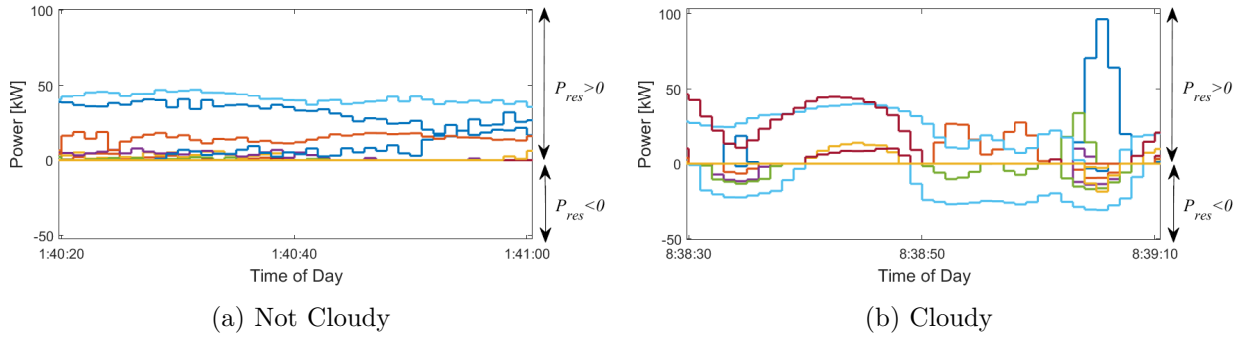 100
50
0
-50
Power [kW]
1:40:20
1:40:40
1:41:00
Time of Day
P_res>0
P_res<0
(a) Not Cloudy
100
50
0
-50
Power [kW]
8:38:30
8:38:50
8:39:10
Time of Day
P_res>0
P_res<0
(b) Cloudy